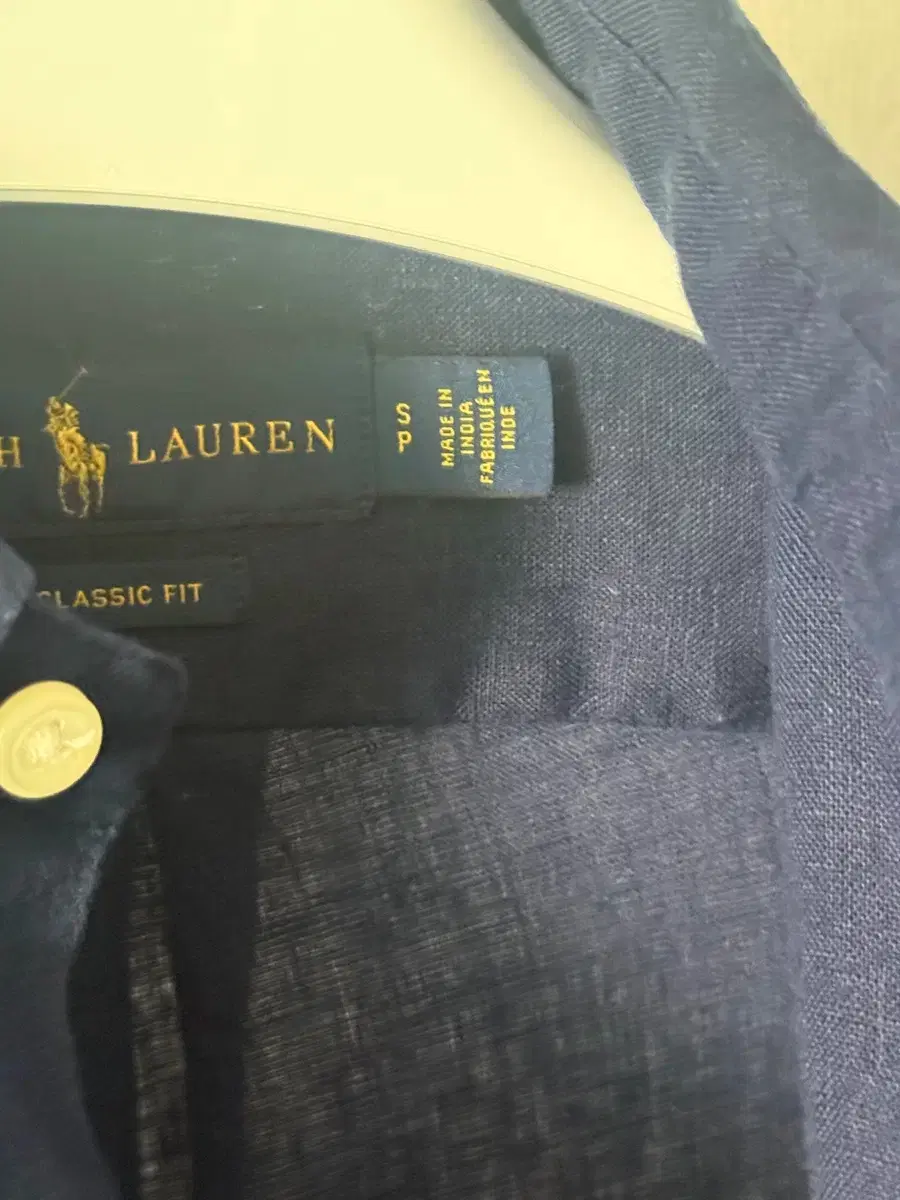 H LAUREN
S
P
MADE IN
INDIA
FABRIQUÉ EN
INDE
CLASSIC FIT